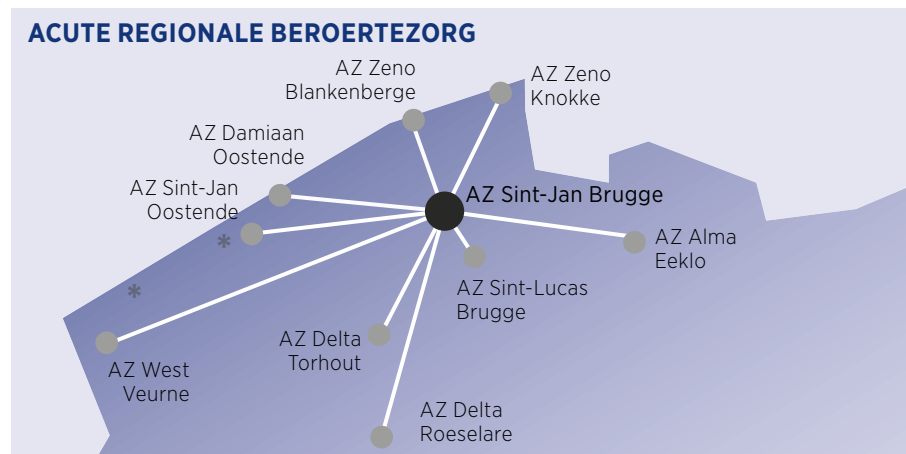 ACUTE REGIONALE BEROERTEZORG
AZ Zeno
Blankenberge
AZ Zeno
Knokke
AZ Damiaan
Oostende
AZ Sint-Jan
Oostende
AZ Sint-Jan Brugge
*
AZ Alma
Eeklo
*
AZ Sint-Lucas
Brugge
AZ Delta
Torhout
AZ West
Veurne
AZ Delta
Roeselare